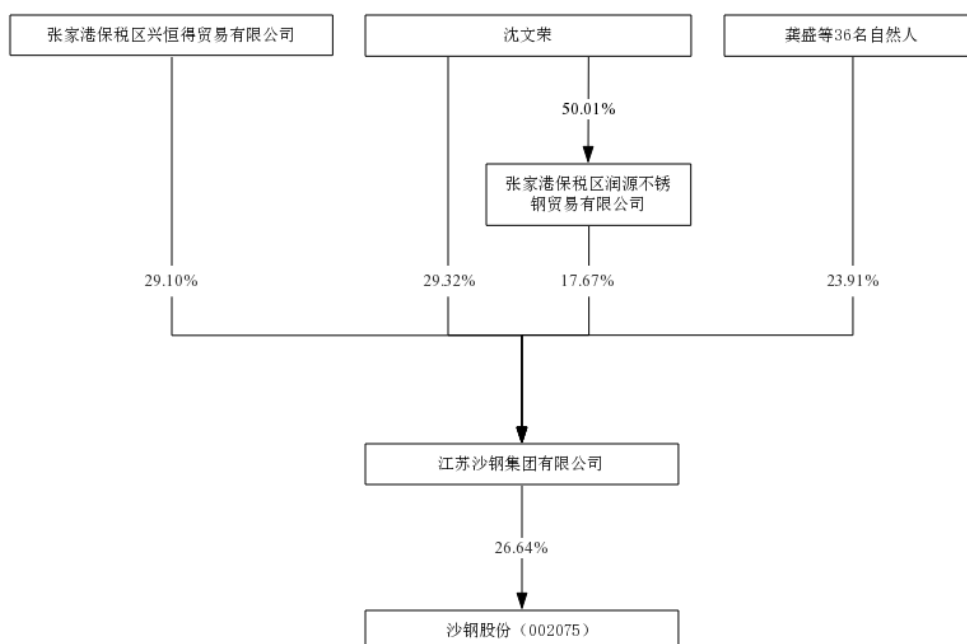 张家港保税区兴恒得贸易有限公司
沈文荣
龚盛等36名自然人
50.01%
张家港保税区润源不锈
钢贸易有限公司
29.10%
29.32%
17.67%
23.91%
江苏沙钢集团有限公司
26.64%
沙钢股份（002075）